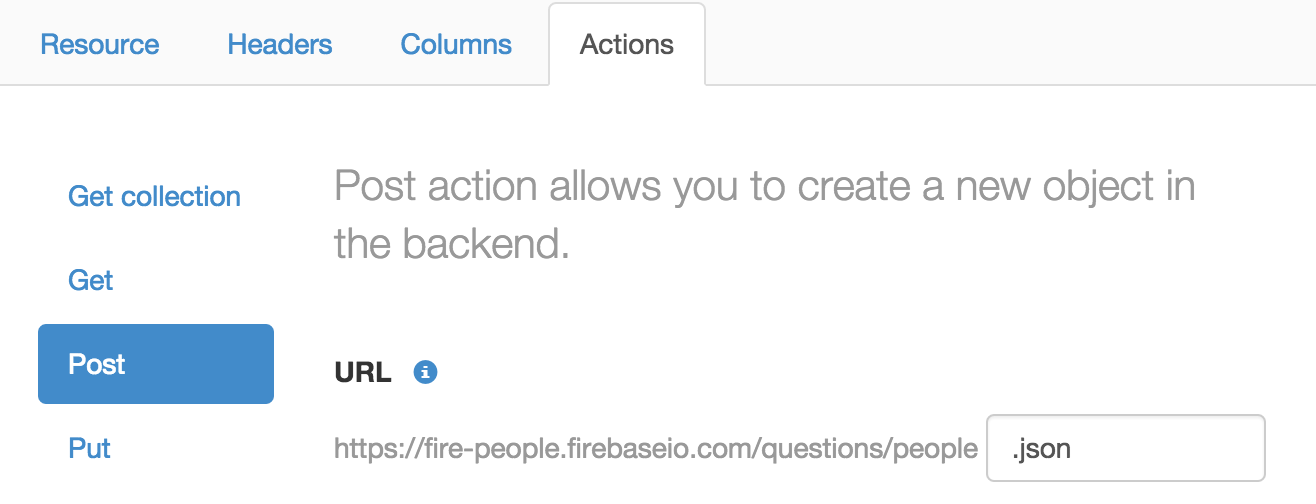 Resource Headers Columns Actions
Get collection
Get
Post
Put
Post action allows you to create a new object in
the backend.
URL
https://fire-people.firebaseio.com/questions/people .json